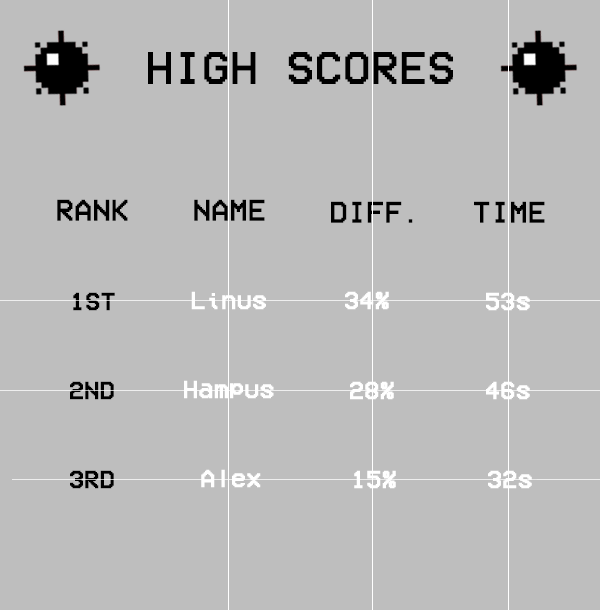 HIGH SCORES
RANK NAME DIFF. TIME
1ST Linus 34% 53s
2ND Hampus 28% 46s
3RD Alex 15% 32s